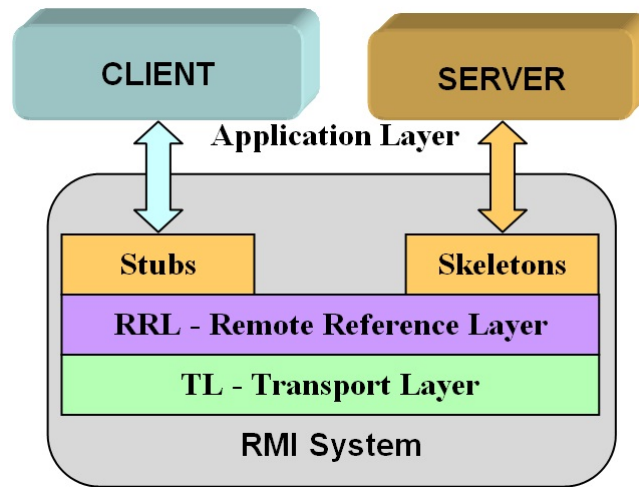 CLIENT
SERVER
Application Layer
Stubs
Skeletons
RRL - Remote Reference Layer
TL - Transport Layer
RMI System